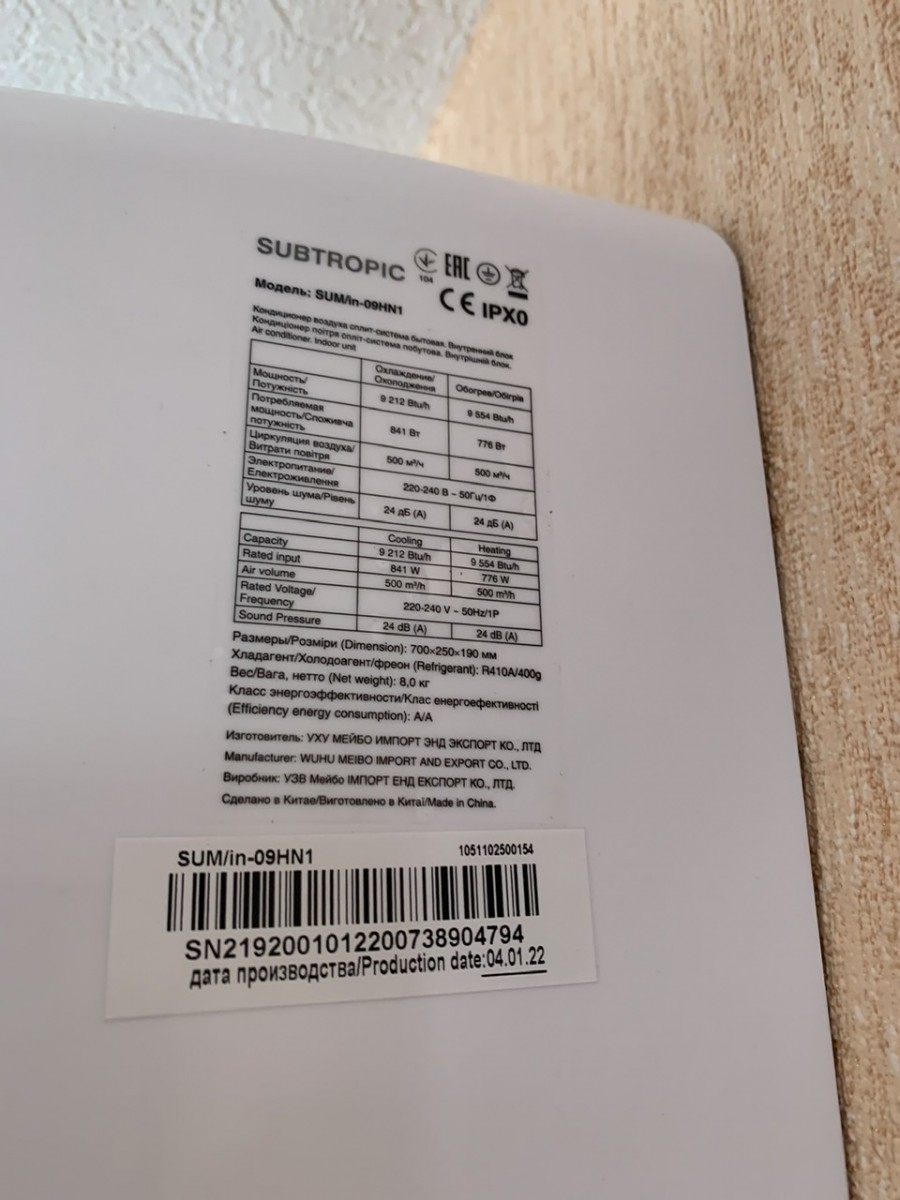 SUBTROPIC
104
EAC
CE IPX0
Модель: SUM/in-09HN1
Кондиционер воздуха сплит-система бытовая. Внутренний блок
Кондиціонер повітря спліт-система побутова. Внутрішній блок.
Air conditioner. Indoor unit
Охлаждение/Охолодження Обогрев/Обігрів
Мощность/Потужність 9 212 Btu/h 9 554 Btu/h
Потребляемая мощность/Споживча потужність 841 Вт 776 Вт
Циркуляция воздуха/Витрати повітря 500 м³/ч 500 м³/ч
Электропитание/Електроживлення 220-240 В ~ 50Гц/1Ф
Уровень шума/Рівень шуму 24 дБ (А) 24 дБ (А)
Cooling Heating
Capacity 9 212 Btu/h 9 554 Btu/h
Rated input 841 W 776 W
Air volume 500 m³/h 500 m³/h
Rated Voltage/Frequency 220-240 V ~ 50Hz/1P
Sound Pressure 24 dB (A) 24 dB (A)
Размеры/Розміри (Dimension): 700×250×190 мм
Хладагент/Холодоагент/фреон (Refrigerant): R410A/400g
Вес/Вага, нетто (Net weight): 8,0 кг
Класс энергоэффективности/Клас енергоефективності
(Efficiency energy consumption): A/A
Изготовитель: УХУ МЕЙБО ИМПОРТ ЭНД ЭКСПОРТ КО., ЛТД
Manufacturer: WUHU MEIBO IMPORT AND EXPORT CO., LTD.
Виробник: УЗВ Мейбо ІМПОРТ ЕНД ЕКСПОРТ КО., ЛТД.
Сделано в Китае/Виготовлено в Китаї/Made in China.
SUM/in-09HN1 1051102500154
SN2192001012200738904794
дата производства/Production date:04.01.22